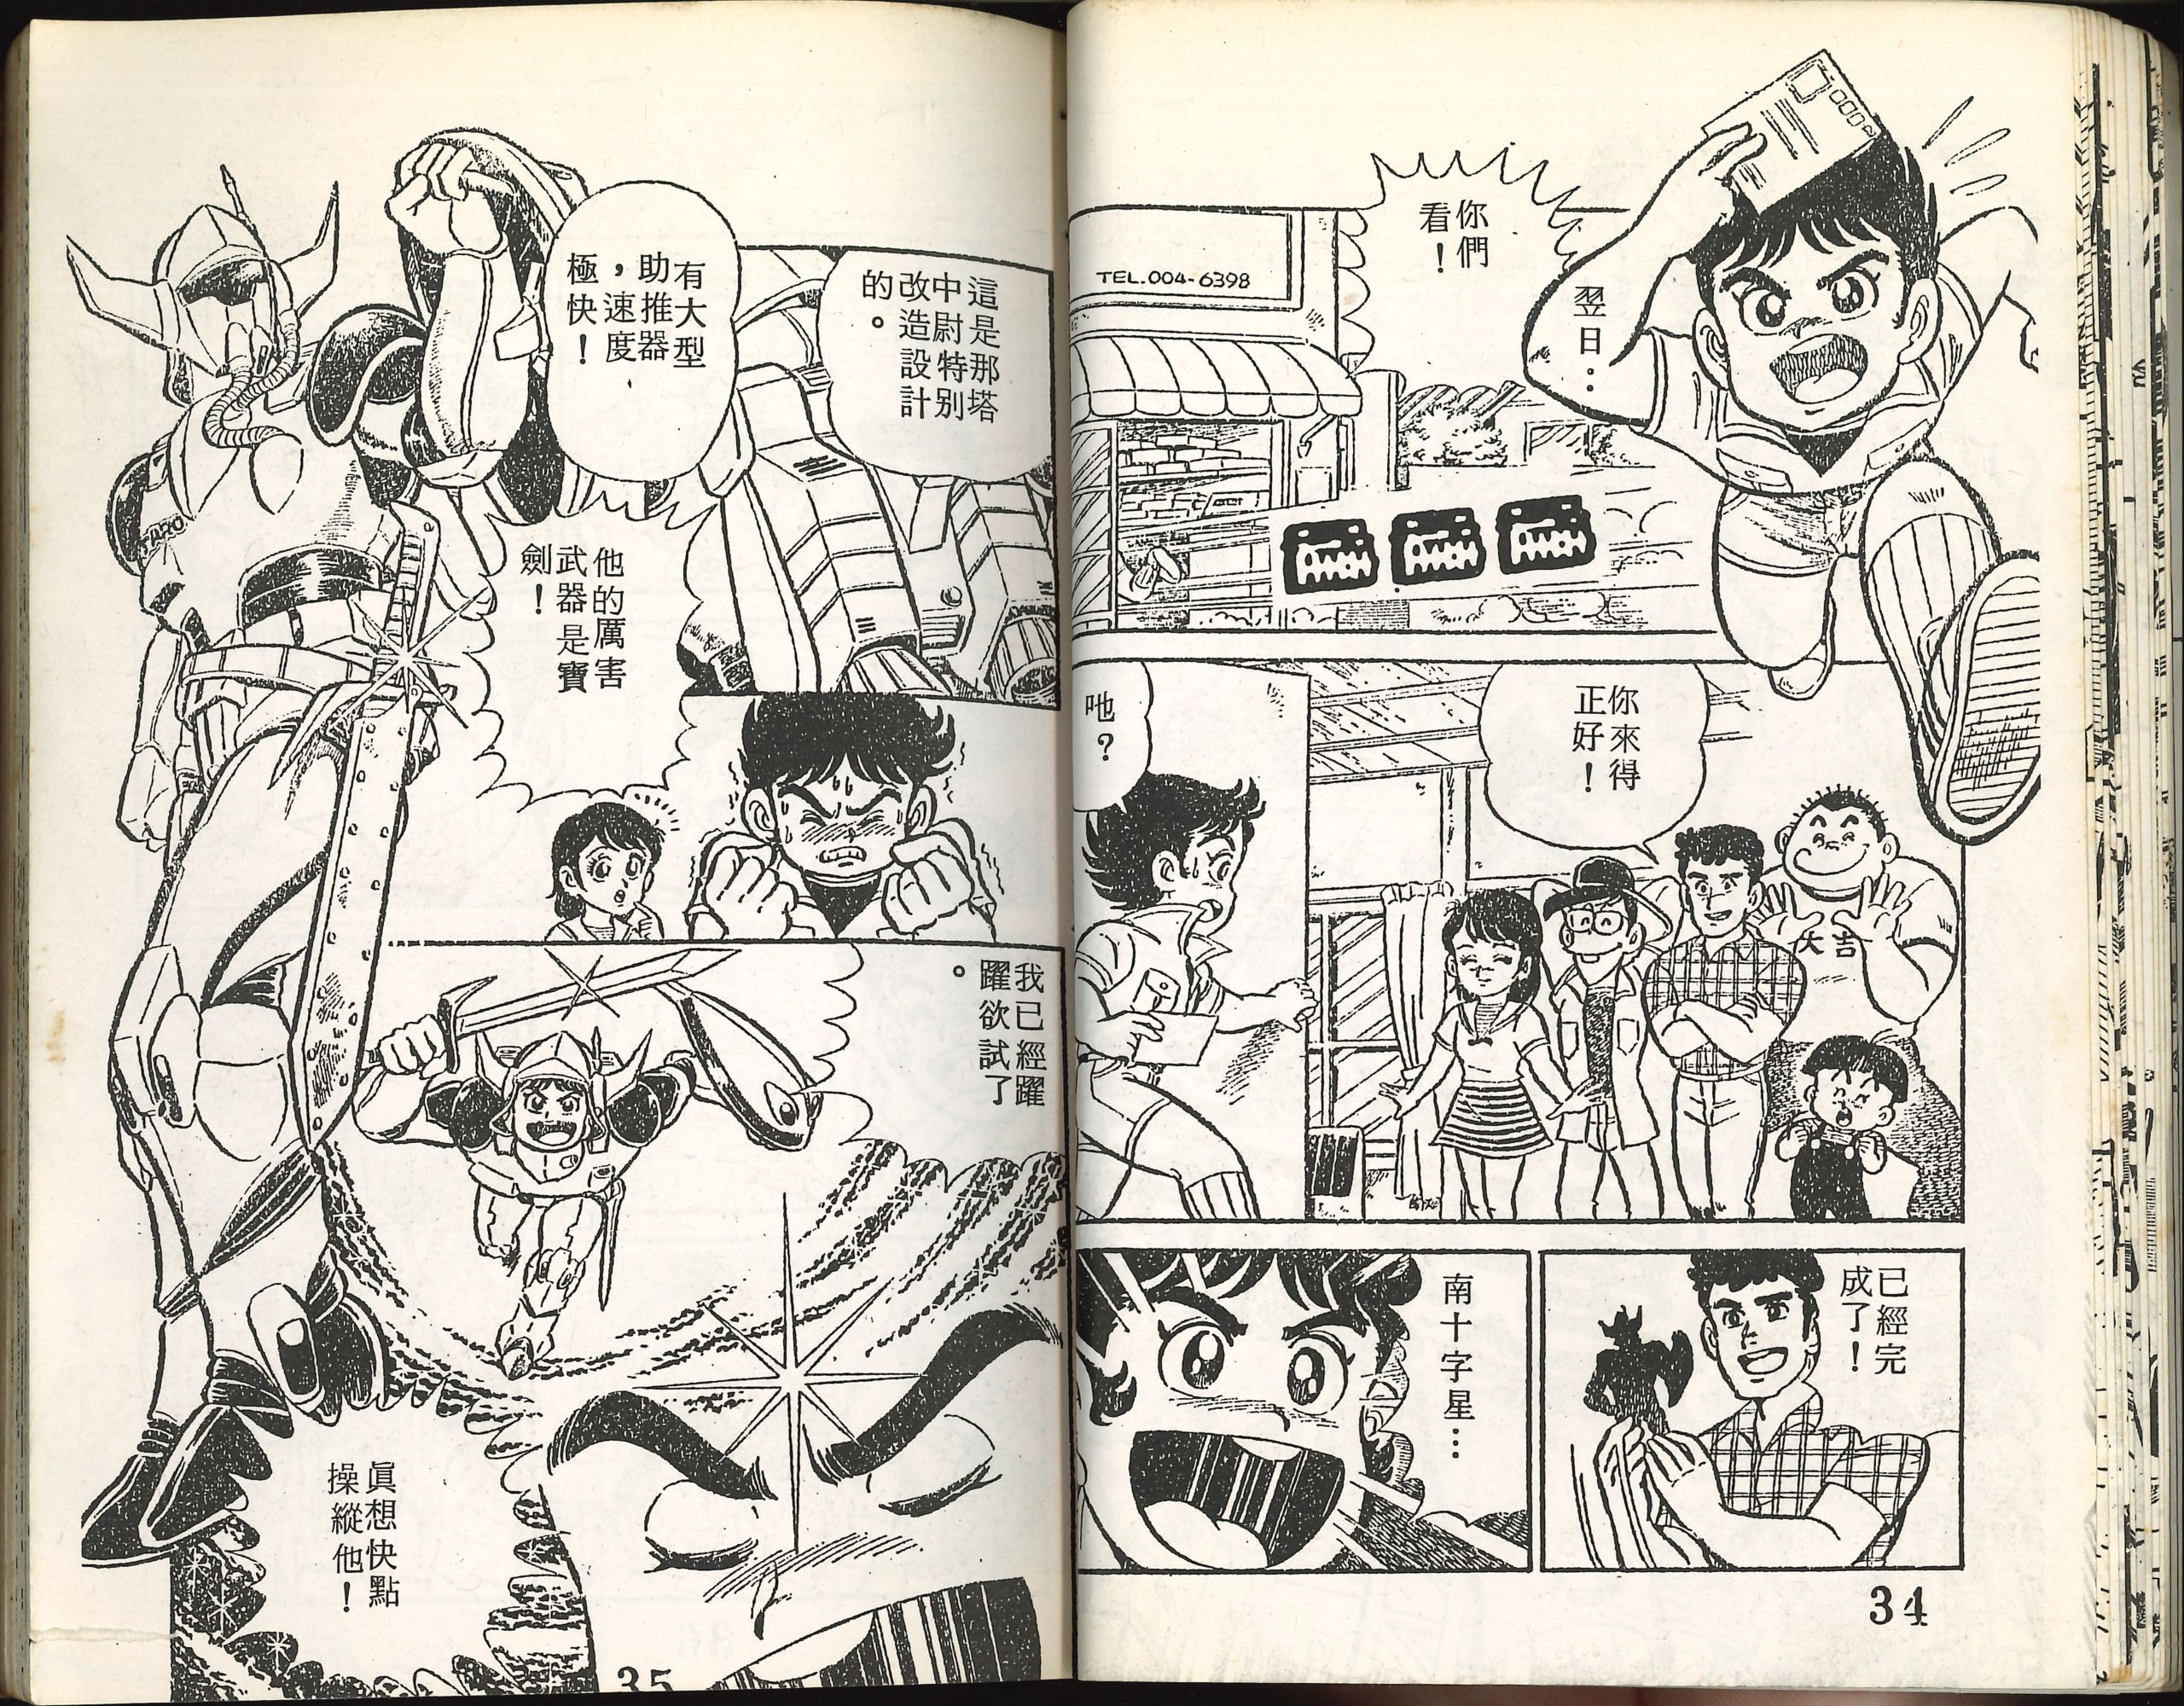 翌日‥
你們
看！
TEL.004-6398
你來得
正好！
吔？
大吉
已經完
成了！
南十字星…
34
這是那塔
中尉特別
改造設計
的。
有大型
助推器
，速度
極快！
他的厲害
武器是寶
劍！
我已經躍
躍欲試了
。
眞想快點
操縱他！
35